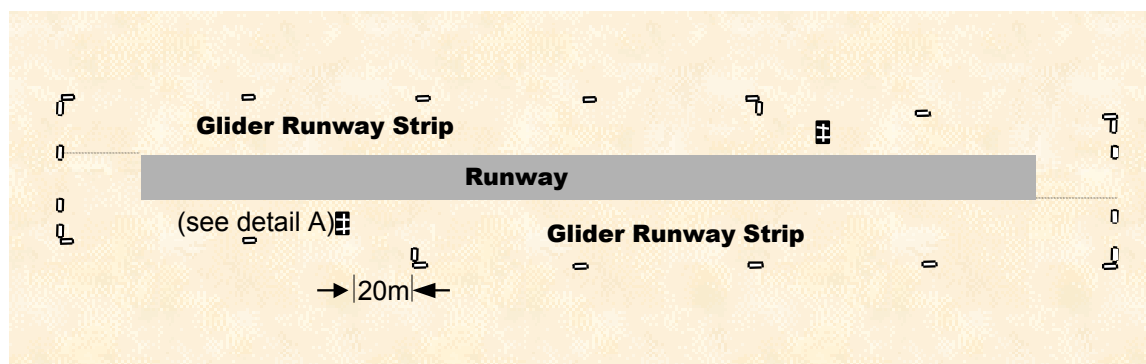 Glider Runway Strip
Runway
(see detail A)
Glider Runway Strip
20m